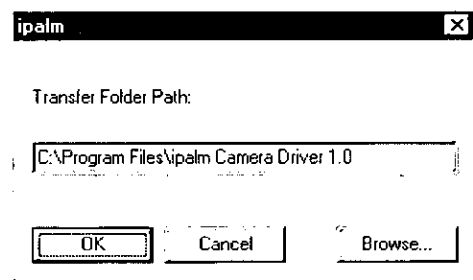 ipalm
Transfer Folder Path:
C:\Program Files\ipalm Camera Driver 1.0
OK Cancel Browse...